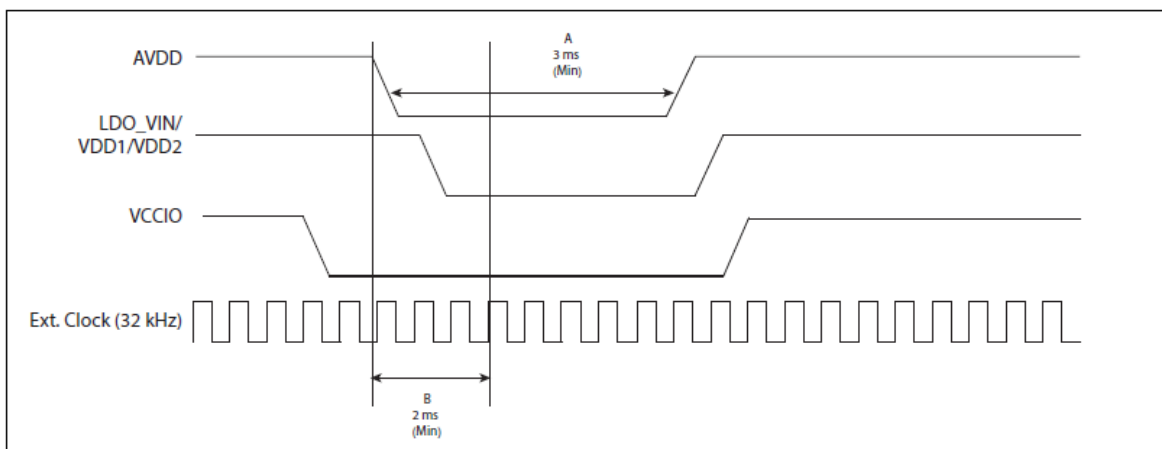 A
3 ms
(Min)
AVDD
LDO_VIN/
VDD1/VDD2
VCCIO
Ext. Clock (32 kHz)
B
2 ms
(Min)